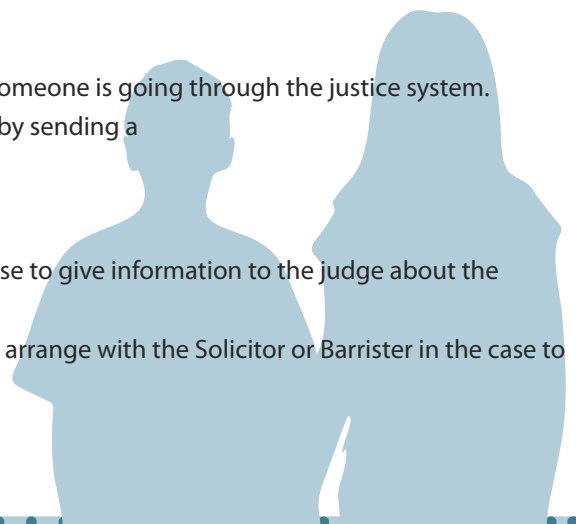 omeone is going through the justice system.
by sending a
se to give information to the judge about the
arrange with the Solicitor or Barrister in the case to